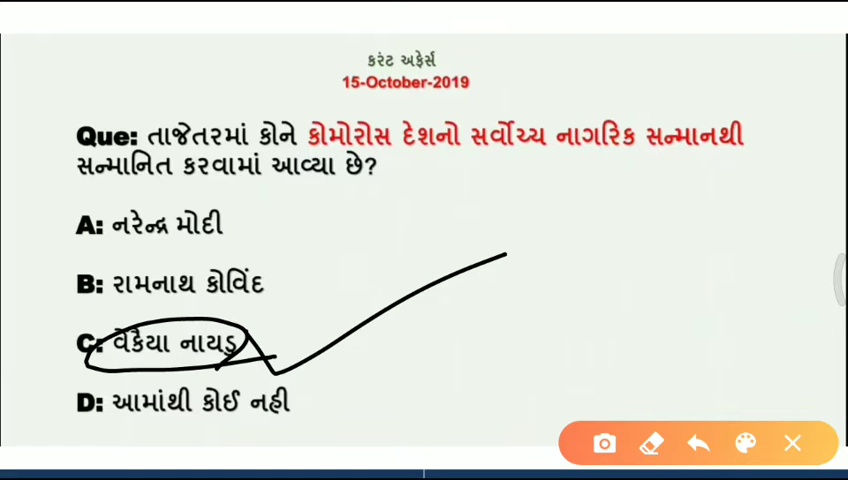 કરંટ અફેર્સ
15-October-2019
Que: તાજેતરમાં કોને કોમોરોસ દેશનો સર્વોચ્ચ નાગરિક સન્માનથી
સન્માનિત કરવામાં આવ્યા છે?
A: નરેન્દ્ર મોદી
B: રામનાથ કોવિંદ
C: વેંકૈયા નાયડુ
D: આમાંથી કોઈ નહી